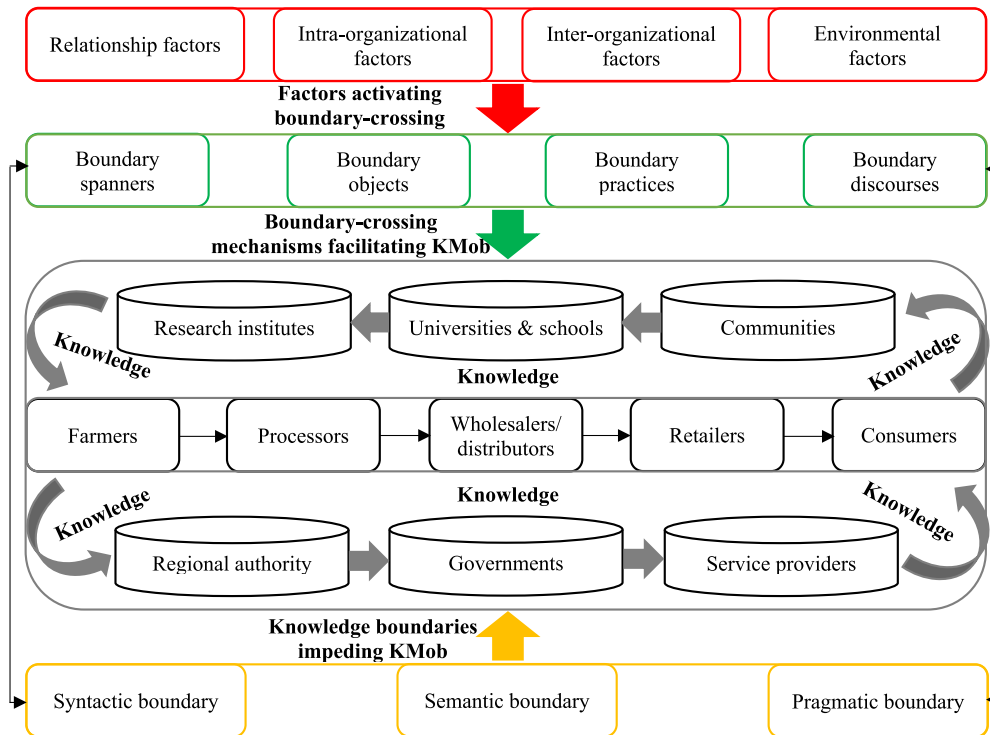 Relationship factors
Intra-organizational
factors
Inter-organizational
factors
Environmental
factors
Factors activating
boundary-crossing
Boundary
spanners
Boundary
objects
Boundary
practices
Boundary
discourses
Boundary-crossing
mechanisms facilitating KMob
Research institutes
Universities & schools
Communities
Knowledge
Knowledge
Knowledge
Farmers
Processors
Wholesalers/
distributors
Retailers
Consumers
Knowledge
Knowledge
Knowledge
Regional authority
Governments
Service providers
Knowledge boundaries
impeding KMob
Syntactic boundary
Semantic boundary
Pragmatic boundary